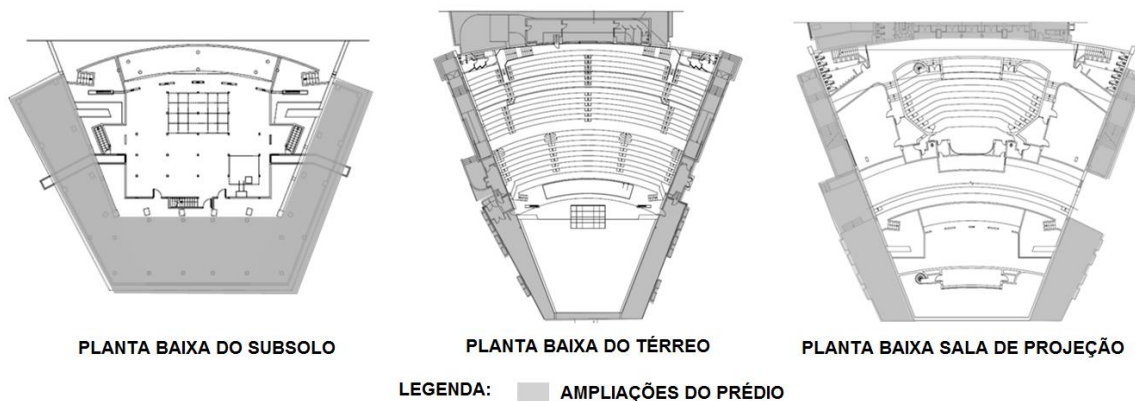 PLANTA BAIXA DO SUBSOLO
PLANTA BAIXA DO TÉRREO
PLANTA BAIXA SALA DE PROJEÇÃO
LEGENDA: AMPLIAÇÕES DO PRÉDIO